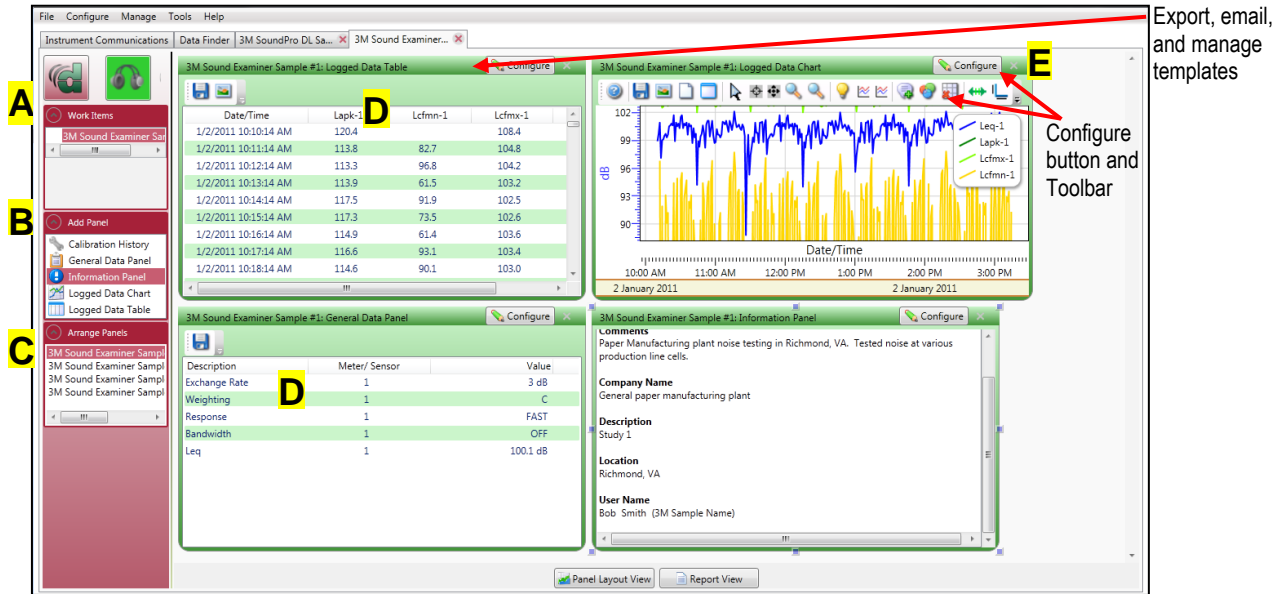 File Configure Manage Tools Help
Export, email,
and manage
templates
Instrument Communications Data Finder 3M SoundPro DL Sa... 3M Sound Examiner...
A
Work Items
3M Sound Examiner Sar
B
Add Panel
Calibration History
General Data Panel
Information Panel
Logged Data Chart
Logged Data Table
C
Arrange Panels
3M Sound Examiner Sampl
3M Sound Examiner Sampl
3M Sound Examiner Sampl
3M Sound Examiner Sampl
3M Sound Examiner Sample #1: Logged Data Table Configure
D
Date/Time Lapk-1 Lcfmn-1 Lcfmx-1
1/2/2011 10:10:14 AM 120.4 108.4
1/2/2011 10:11:14 AM 113.8 82.7 104.8
1/2/2011 10:12:14 AM 113.3 96.8 104.2
1/2/2011 10:13:14 AM 113.9 61.5 103.2
1/2/2011 10:14:14 AM 117.5 91.9 102.5
1/2/2011 10:15:14 AM 117.3 73.5 102.6
1/2/2011 10:16:14 AM 114.9 61.4 103.6
1/2/2011 10:17:14 AM 116.6 93.1 103.4
1/2/2011 10:18:14 AM 114.6 90.1 103.0
3M Sound Examiner Sample #1: Logged Data Chart Configure
E
Configure
button and
Toolbar
102
99
96
93
90
dB
Leq-1
Lapk-1
Lcfmx-1
Lcfmn-1
Date/Time
10:00 AM 11:00 AM 12:00 PM 1:00 PM 2:00 PM 3:00 PM
2 January 2011 2 January 2011
3M Sound Examiner Sample #1: General Data Panel Configure
Description Meter/ Sensor Value
Exchange Rate 1 3 dB
D
Weighting 1 C
Response 1 FAST
Bandwidth 1 OFF
Leq 1 100.1 dB
3M Sound Examiner Sample #1: Information Panel Configure
Comments
Paper Manufacturing plant noise testing in Richmond, VA. Tested noise at various
production line cells.
Company Name
General paper manufacturing plant
Description
Study 1
Location
Richmond, VA
User Name
Bob Smith (3M Sample Name)
Panel Layout View Report View